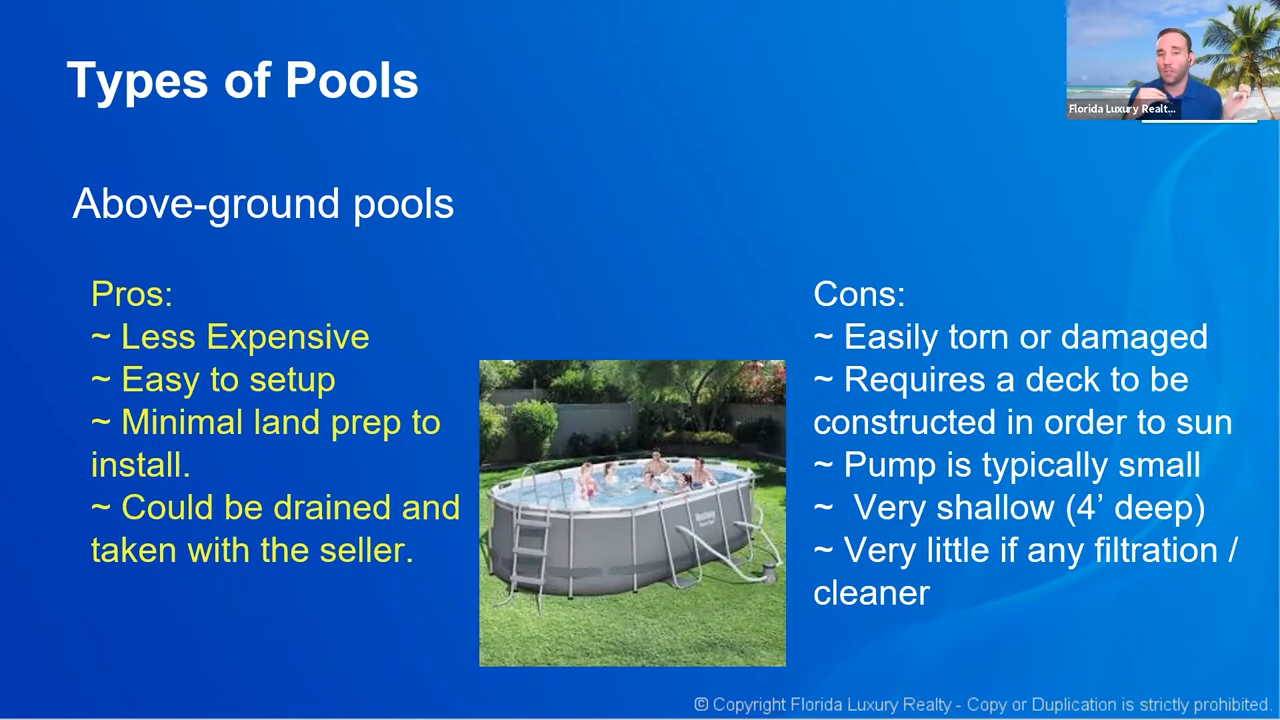 Types of Pools
Florida Luxury Realt...
Above-ground pools
Pros:
~ Less Expensive
~ Easy to setup
~ Minimal land prep to
install.
~ Could be drained and
taken with the seller.
Cons:
~ Easily torn or damaged
~ Requires a deck to be
constructed in order to sun
~ Pump is typically small
~ Very shallow (4’ deep)
~ Very little if any filtration /
cleaner
© Copyright Florida Luxury Realty - Copy or Duplication is strictly prohibited.